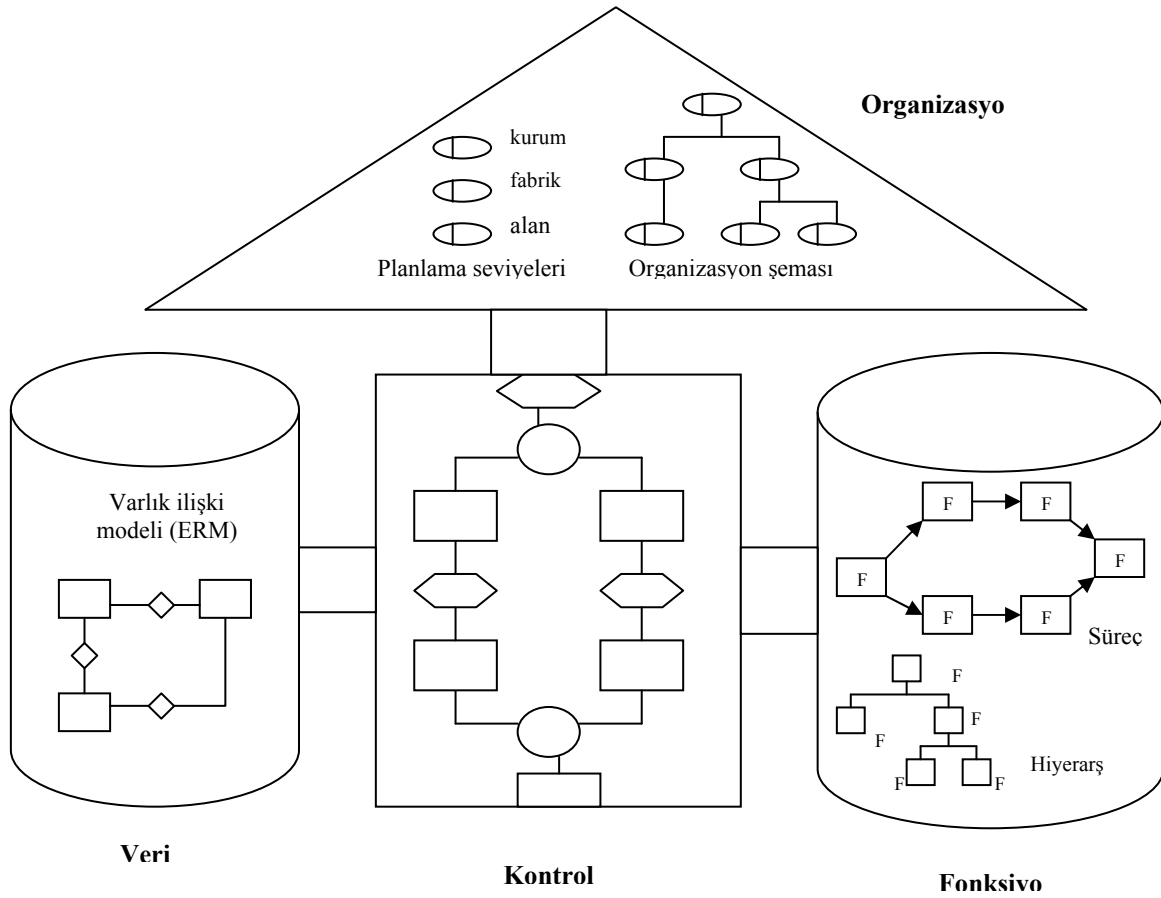 Organizasyo
kurum
fabrik
alan
Planlama seviyeleri
Organizasyon şeması
Varlık ilişki
modeli (ERM)
F F
F F
F F
Süreç
F
F F
Hiyerarş
F F
Veri
Kontrol
Fonksiyo